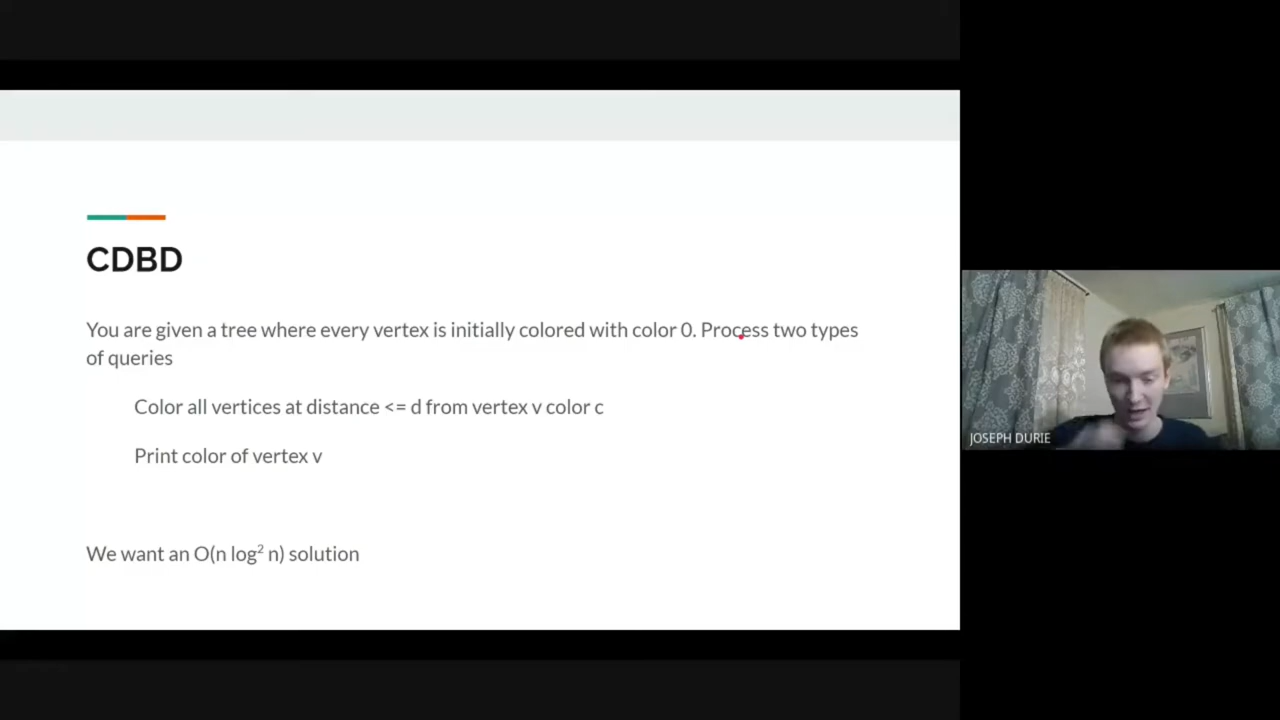 CDBD
You are given a tree where every vertex is initially colored with color 0. Process two types
of queries
Color all vertices at distance <= d from vertex v color c
Print color of vertex v
We want an O(n log² n) solution
JOSEPH DURIE